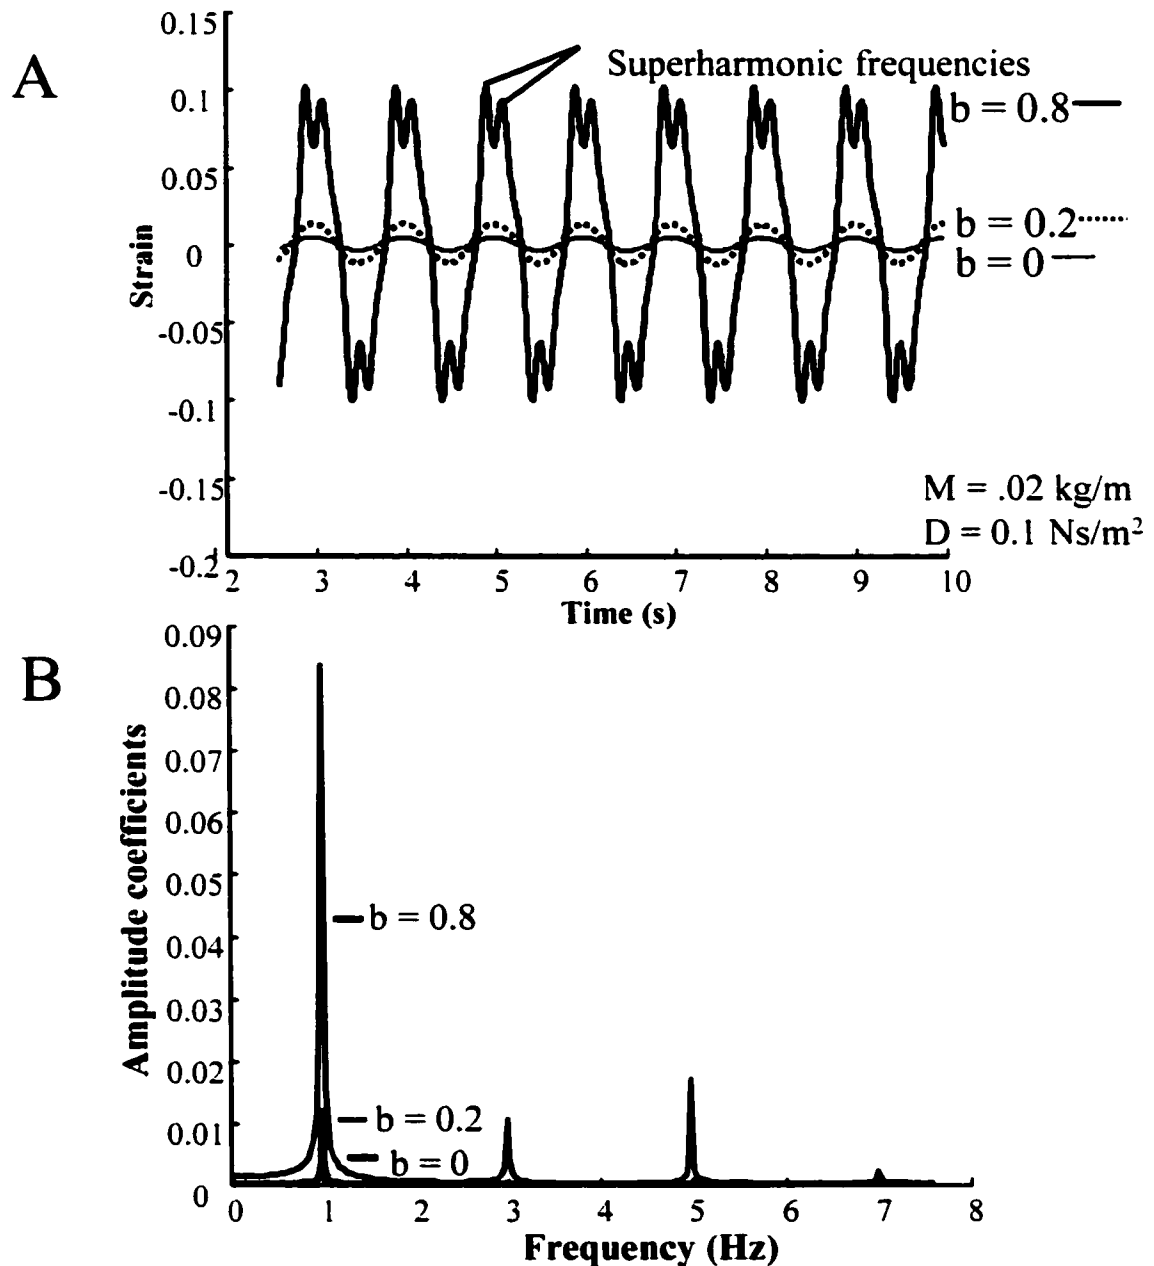 A
0.15
0.1
0.05
0
-0.05
-0.1
-0.15
-0.2
Strain
Superharmonic frequencies
b = 0.8
b = 0.2
b = 0
M = .02 kg/m
D = 0.1 Ns/m²
2 3 4 5 6 7 8 9 10
Time (s)
B
0.09
0.08
0.07
0.06
0.05
0.04
0.03
0.02
0.01
0
Amplitude coefficients
b = 0.8
b = 0.2
b = 0
0 1 2 3 4 5 6 7 8
Frequency (Hz)